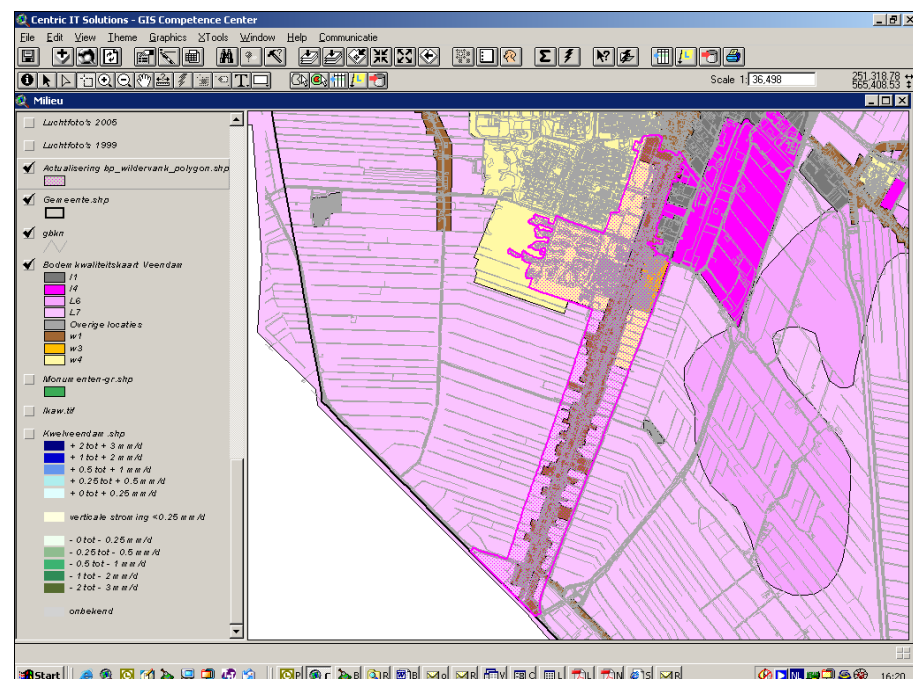 Centric IT Solutions - GIS Competence Center
File Edit View Theme Graphics XTools Window Help Communicatie
Scale 1: 36,498
251,318.78
565,408.53
Milieu
Luchtfoto's 2005
Luchtfoto's 1999
Actualisering bp_wildervank_polygon.shp
Gemeente.shp
gbkn
Bodemkwaliteitskaart Veendam
I1
I4
L6
L7
Overige locaties
w1
w3
w4
Monumenten-gr.shp
Ikaw.tif
Kwelveendam.shp
+ 2 tot + 3 mm/d
+ 1 tot + 2 mm/d
+ 0.5 tot + 1 mm/d
+ 0.25 tot + 0.5 mm/d
+ 0 tot + 0.25 mm/d
verticale stroming <0.25 mm/d
- 0 tot - 0.25 mm/d
- 0.25 tot - 0.5 mm/d
- 0.5 tot - 1 mm/d
- 1 tot - 2 mm/d
- 2 tot - 3 mm/d
onbekend
Start
16:20